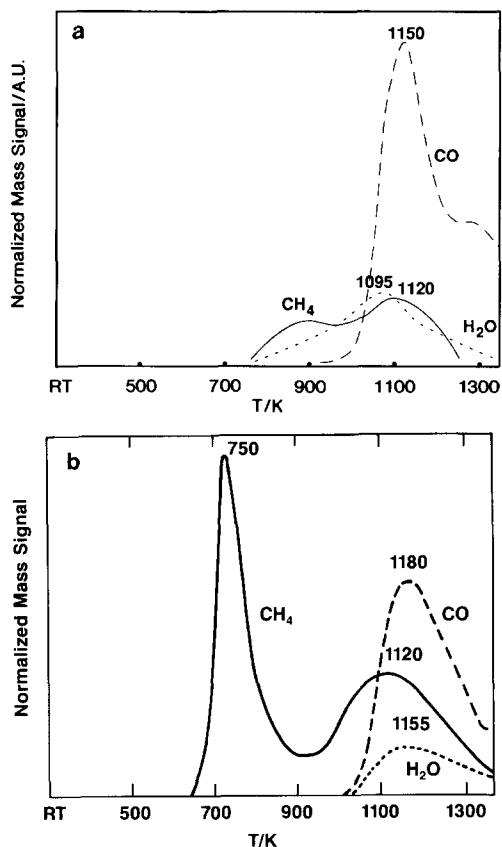 a
Normalized Mass Signal/A.U.
1150
CO
1095
1120
CH₄
H₂O
RT 500 700 900 1100 1300
T/K
b
Normalized Mass Signal
750
CH₄
1180
CO
1120
1155
H₂O
RT 500 700 900 1100 1300
T/K